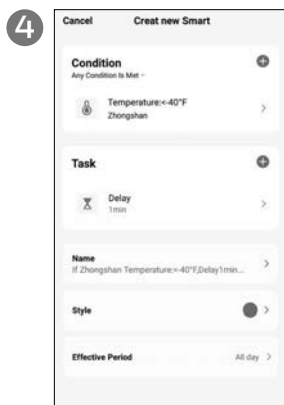 4
Cancel Creat new Smart
Condition
Any Condition Is Met
Temperature:<-40°F
Zhongshan
Task
Delay
1min
Name
If Zhongshan Temperature:<-40°F,Delay1min...
Style
Effective Period All day